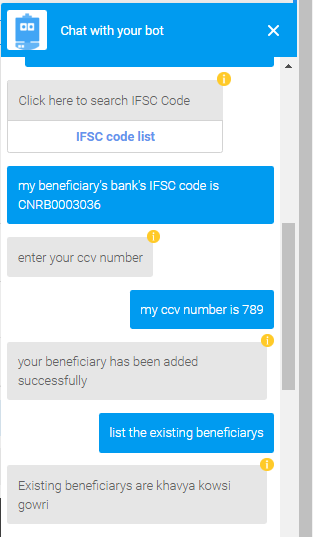 Chat with your bot
Click here to search IFSC Code
IFSC code list
my beneficiary's bank's IFSC code is
CNRB0003036
enter your ccv number
my ccv number is 789
your beneficiary has been added
successfully
list the existing beneficiarys
Existing beneficiarys are khavya kowsi
gowri